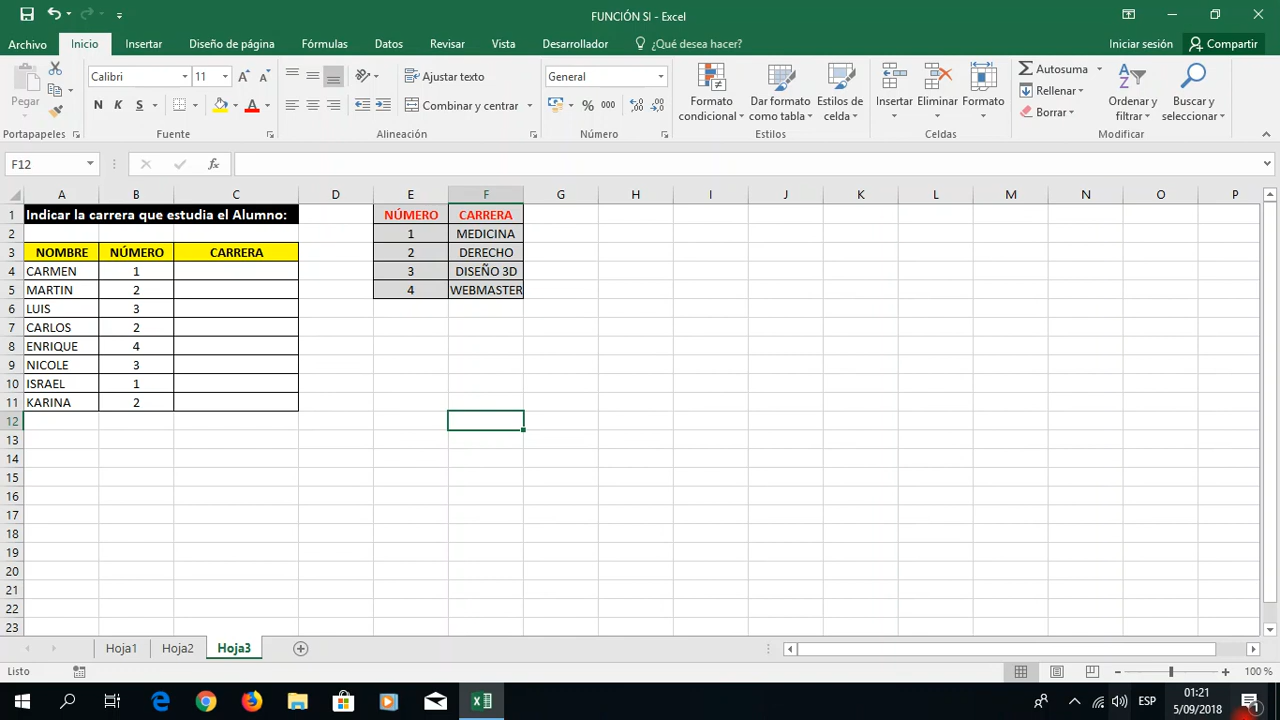 FUNCIÓN SI - Excel
Archivo Inicio Insertar Diseño de página Fórmulas Datos Revisar Vista Desarrollador ¿Qué desea hacer? Iniciar sesión Compartir
Pegar
Portapapeles
Calibri 11
N K S
Fuente
Ajustar texto
Combinar y centrar
Alineación
General
% 000
Número
Formato condicional
Dar formato como tabla
Estilos de celda
Estilos
Insertar Eliminar Formato
Celdas
Autosuma
Rellenar
Borrar
Ordenar y filtrar
Buscar y seleccionar
Modificar
F12 fx
A B C D E F G H I J K L M N O P
1 Indicar la carrera que estudia el Alumno: NÚMERO CARRERA
2 1 MEDICINA
3 NOMBRE NÚMERO CARRERA 2 DERECHO
4 CARMEN 1 3 DISEÑO 3D
5 MARTIN 2 4 WEBMASTER
6 LUIS 3
7 CARLOS 2
8 ENRIQUE 4
9 NICOLE 3
10 ISRAEL 1
11 KARINA 2
12
13
14
15
16
17
18
19
20
21
22
23
Hoja1 Hoja2 Hoja3
Listo 100 %
ESP 01:21
5/09/2018
1